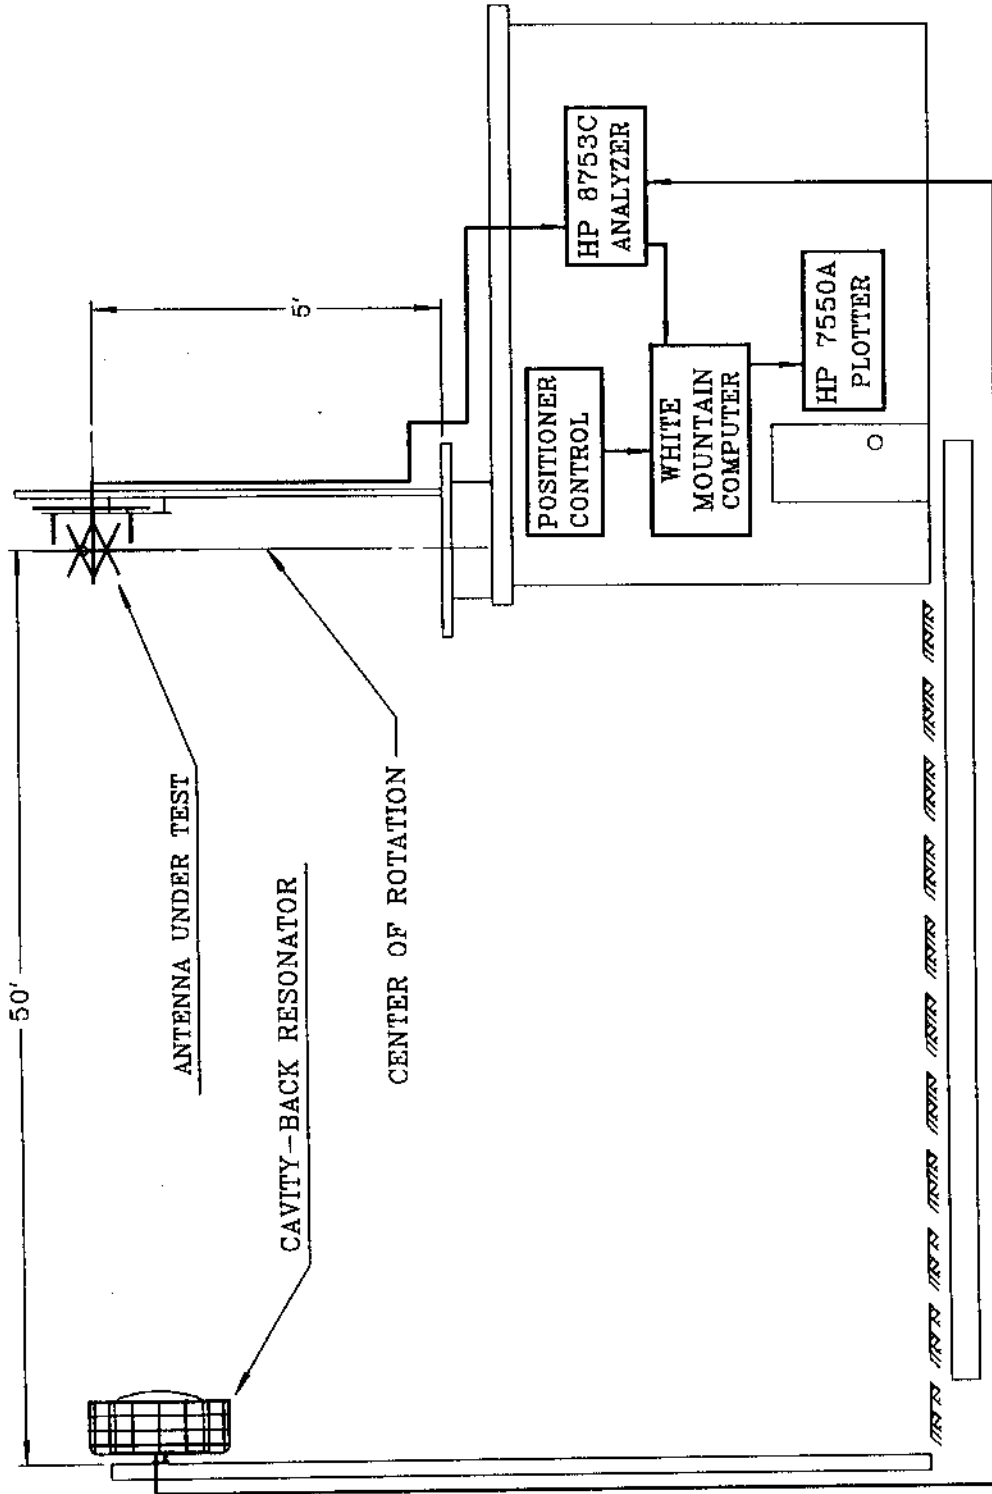 50'
ANTENNA UNDER TEST
CAVITY-BACK RESONATOR
CENTER OF ROTATION
5'
POSITIONER
CONTROL
HP 8753C
ANALYZER
WHITE
MOUNTAIN
COMPUTER
HP 7550A
PLOTTER